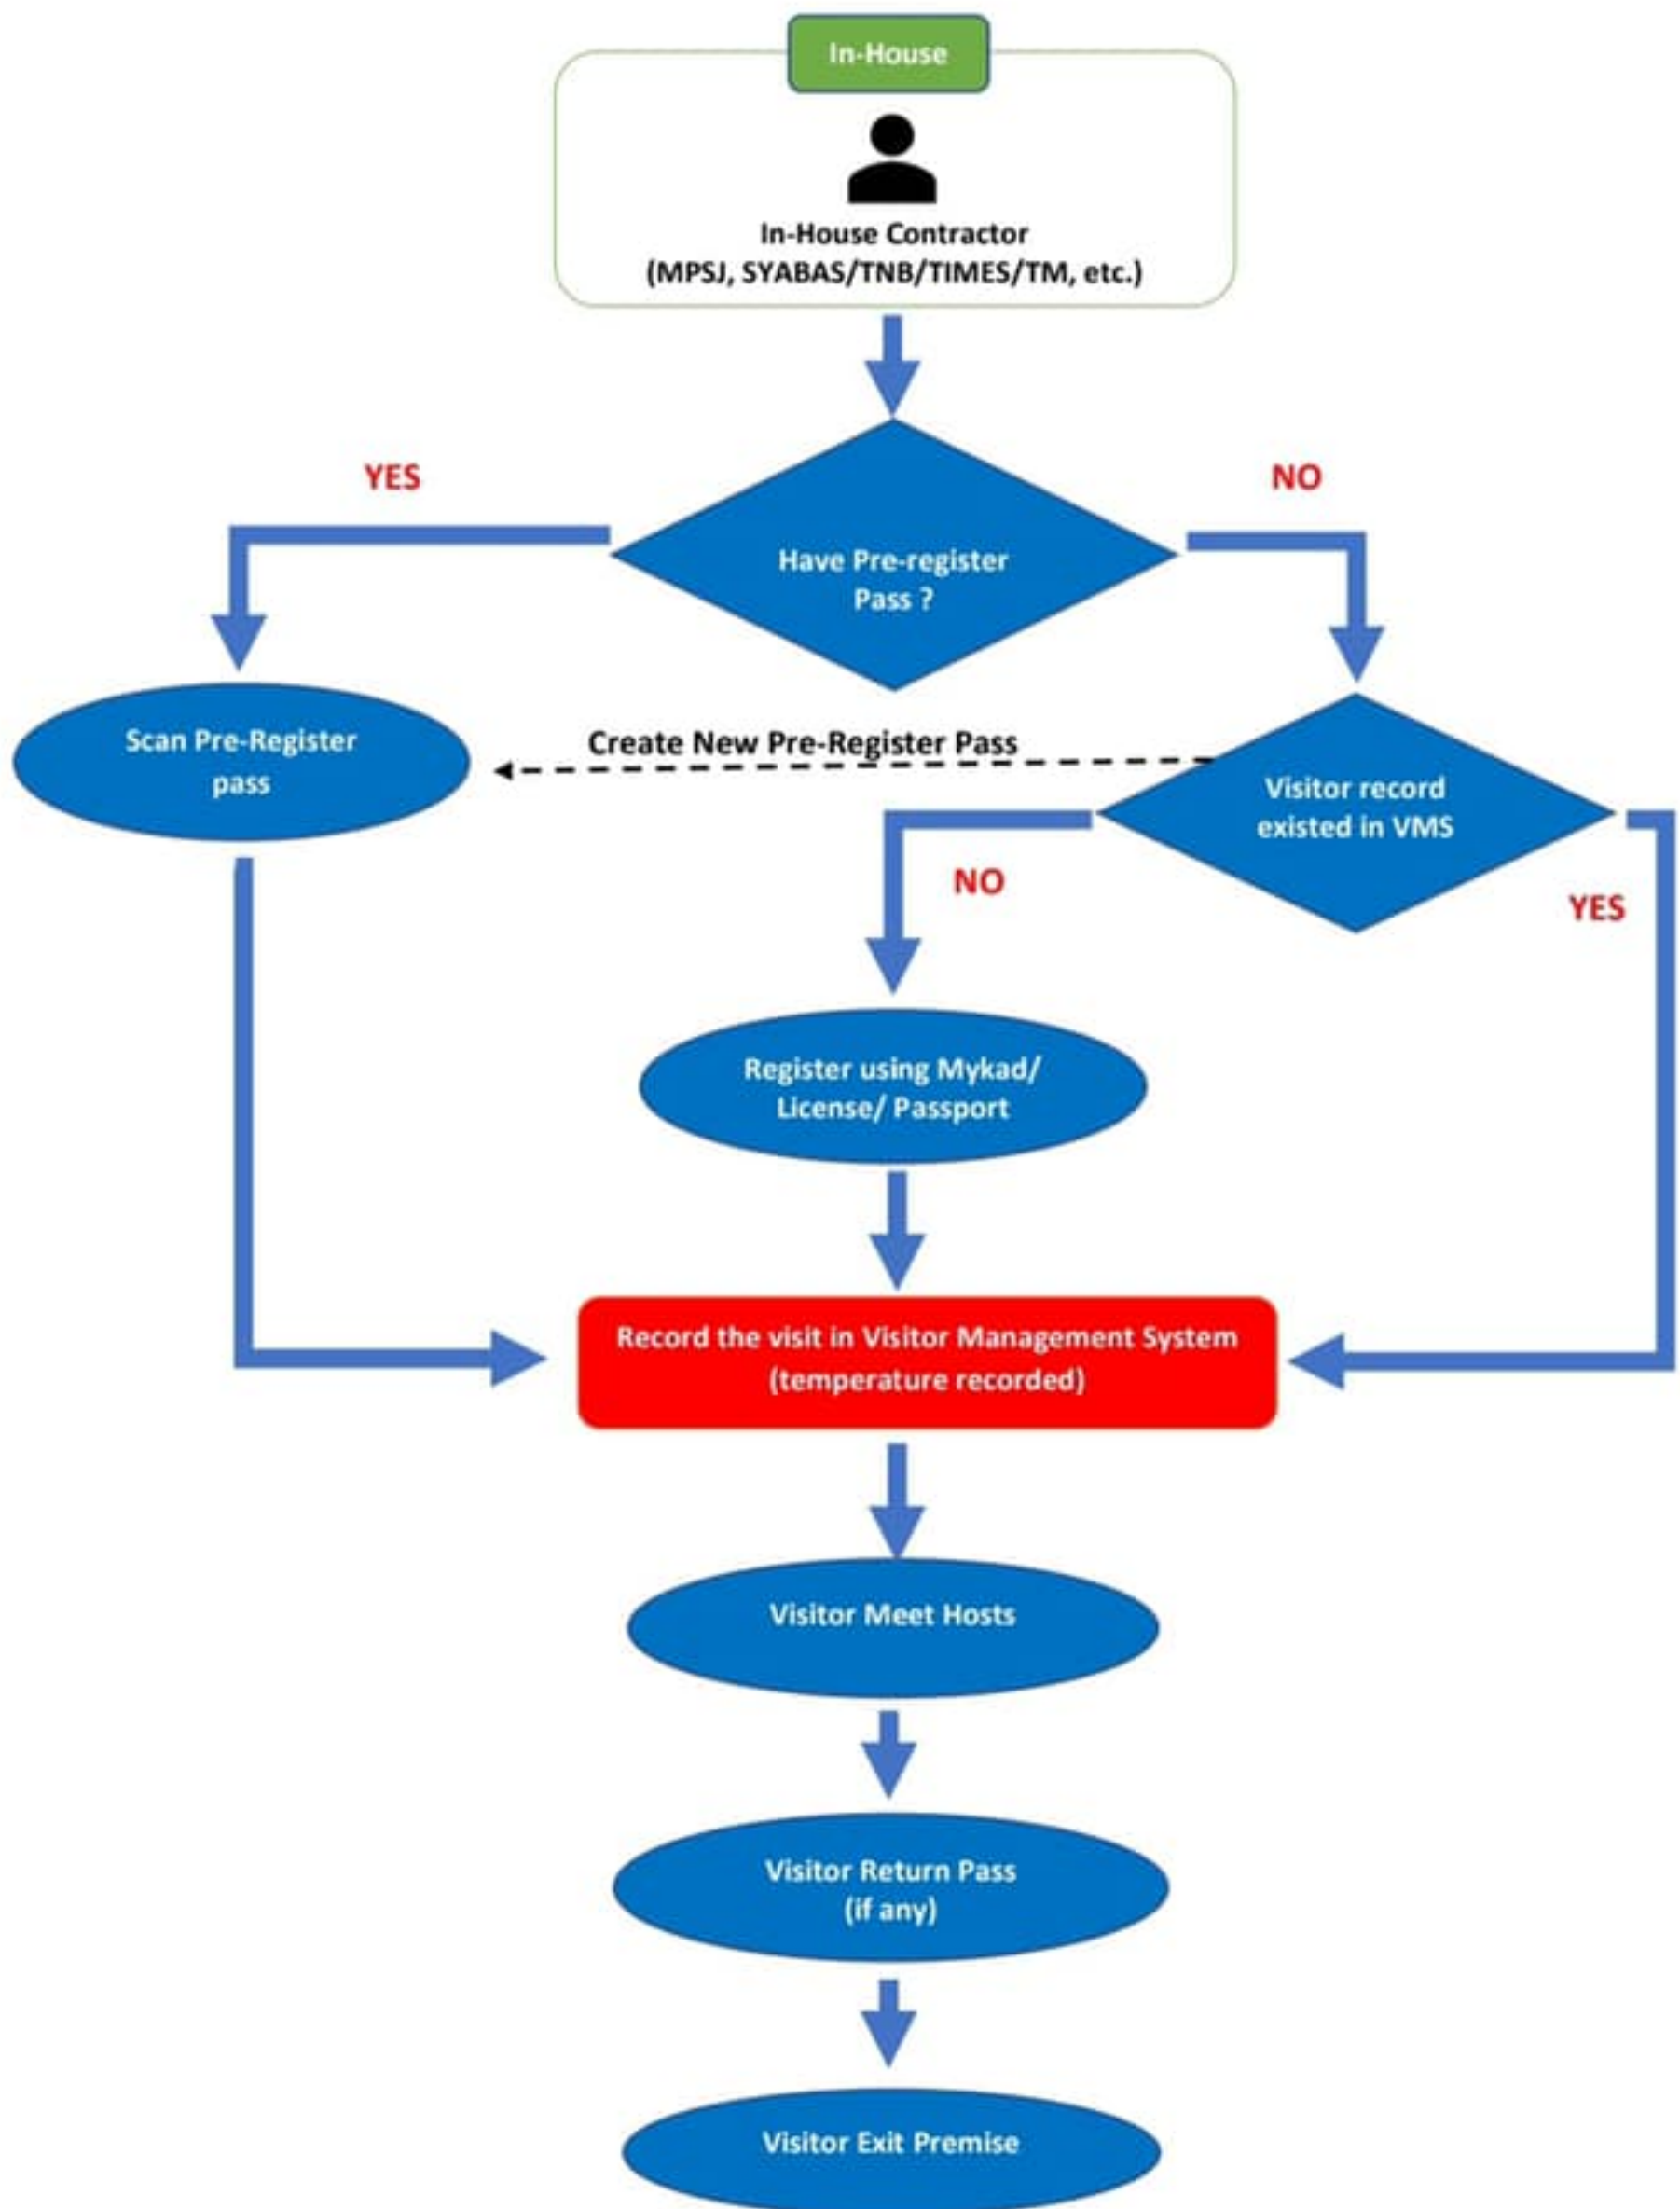 In-House
In-House Contractor
(MPSJ, SYABAS/TNB/TIMES/TM, etc.)
YES
NO
Have Pre-register
Pass ?
Scan Pre-Register
pass
Create New Pre-Register Pass
Visitor record
existed in VMS
NO
YES
Register using Mykad/
License/ Passport
Record the visit in Visitor Management System
(temperature recorded)
Visitor Meet Hosts
Visitor Return Pass
(if any)
Visitor Exit Premise